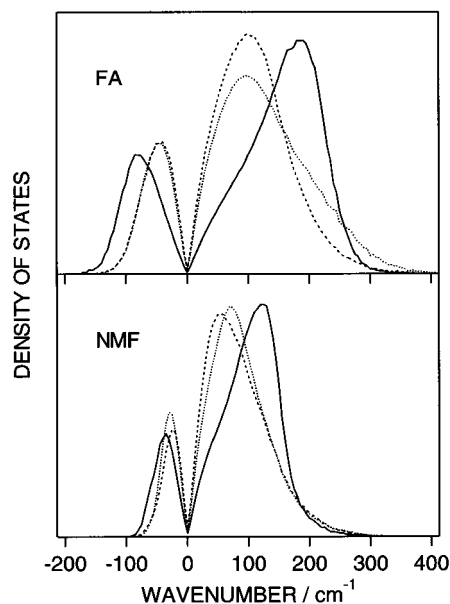 FA
DENSITY OF STATES
NMF
-200 -100 0 100 200 300 400
WAVENUMBER / cm⁻¹